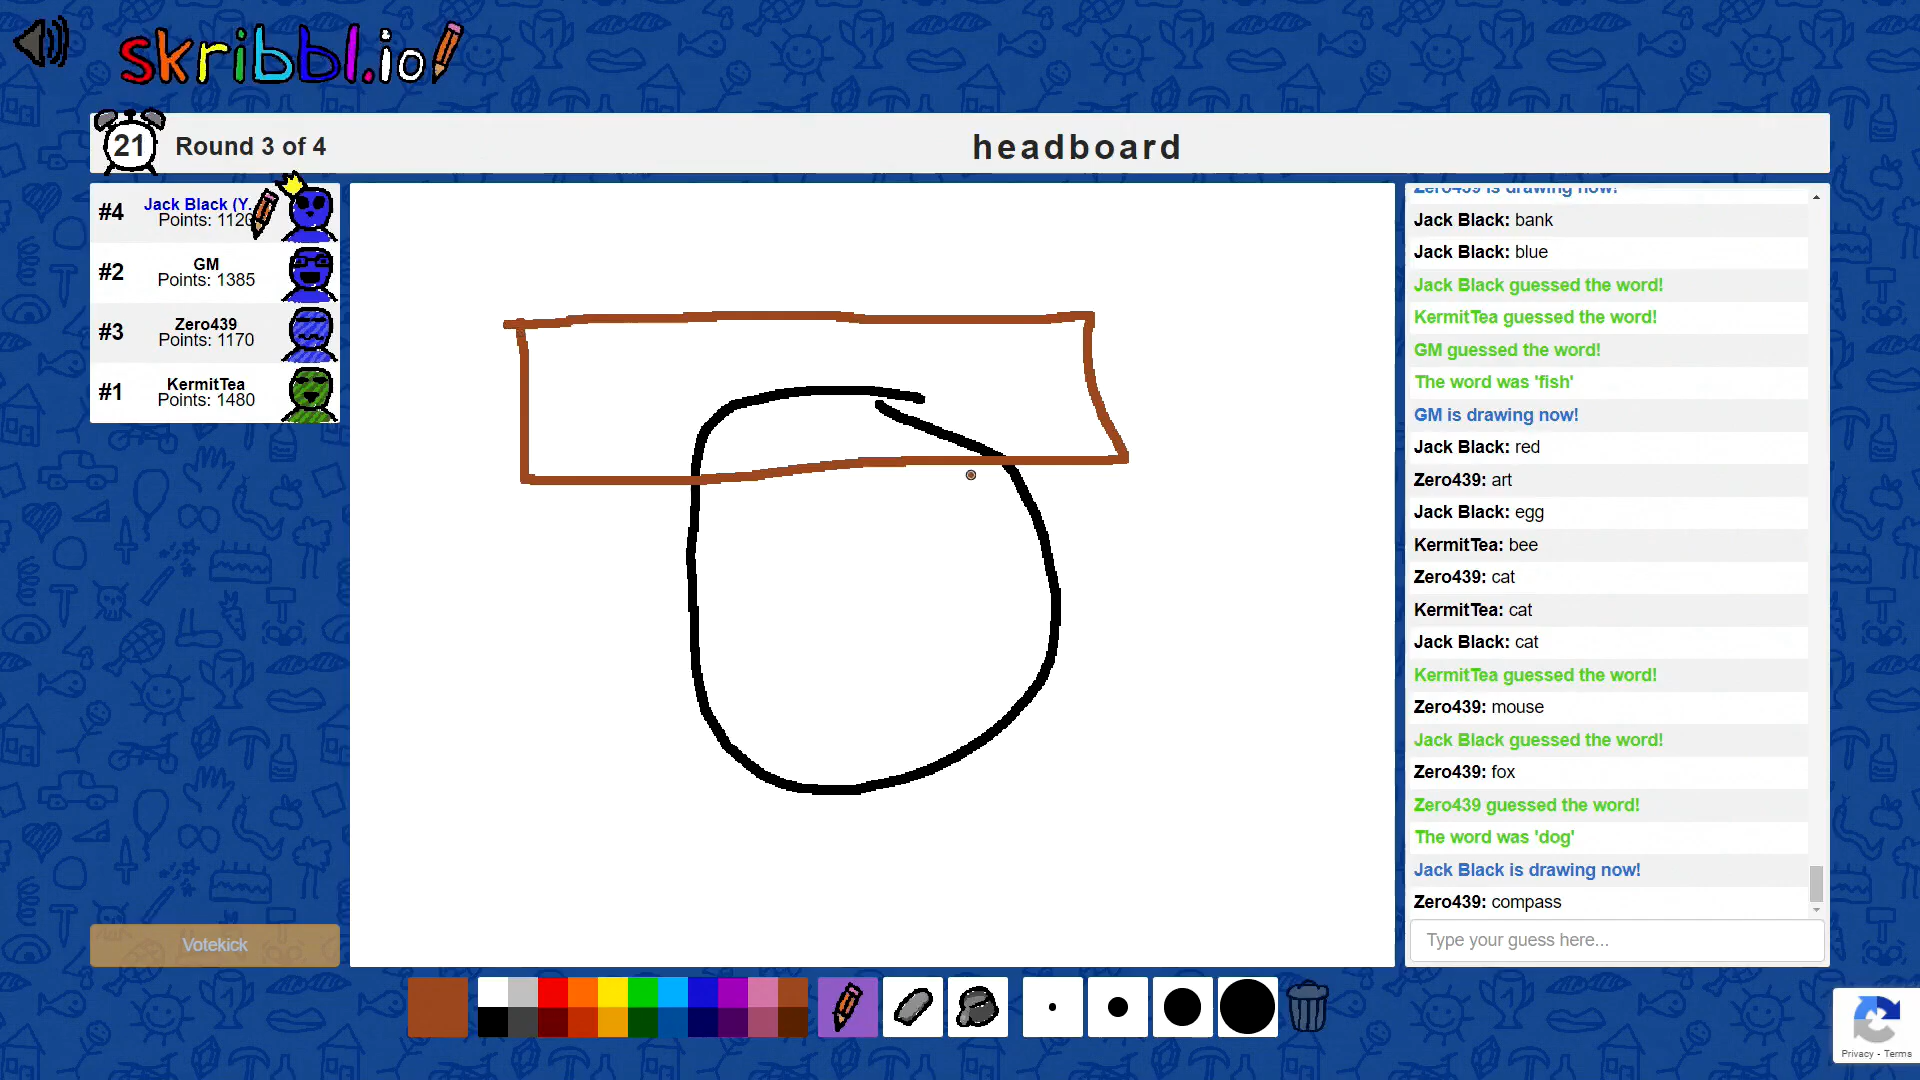 skribbl.io
21
Round 3 of 4
headboard
#4
Jack Black (Y.
Points: 1120
#2
GM
Points: 1385
#3
Zero439
Points: 1170
#1
KermitTea
Points: 1480
Votekick
Zero439 is drawing now!
Jack Black: bank
Jack Black: blue
Jack Black guessed the word!
KermitTea guessed the word!
GM guessed the word!
The word was 'fish'
GM is drawing now!
Jack Black: red
Zero439: art
Jack Black: egg
KermitTea: bee
Zero439: cat
KermitTea: cat
Jack Black: cat
KermitTea guessed the word!
Zero439: mouse
Jack Black guessed the word!
Zero439: fox
Zero439 guessed the word!
The word was 'dog'
Jack Black is drawing now!
Zero439: compass
Type your guess here...
Privacy - Terms